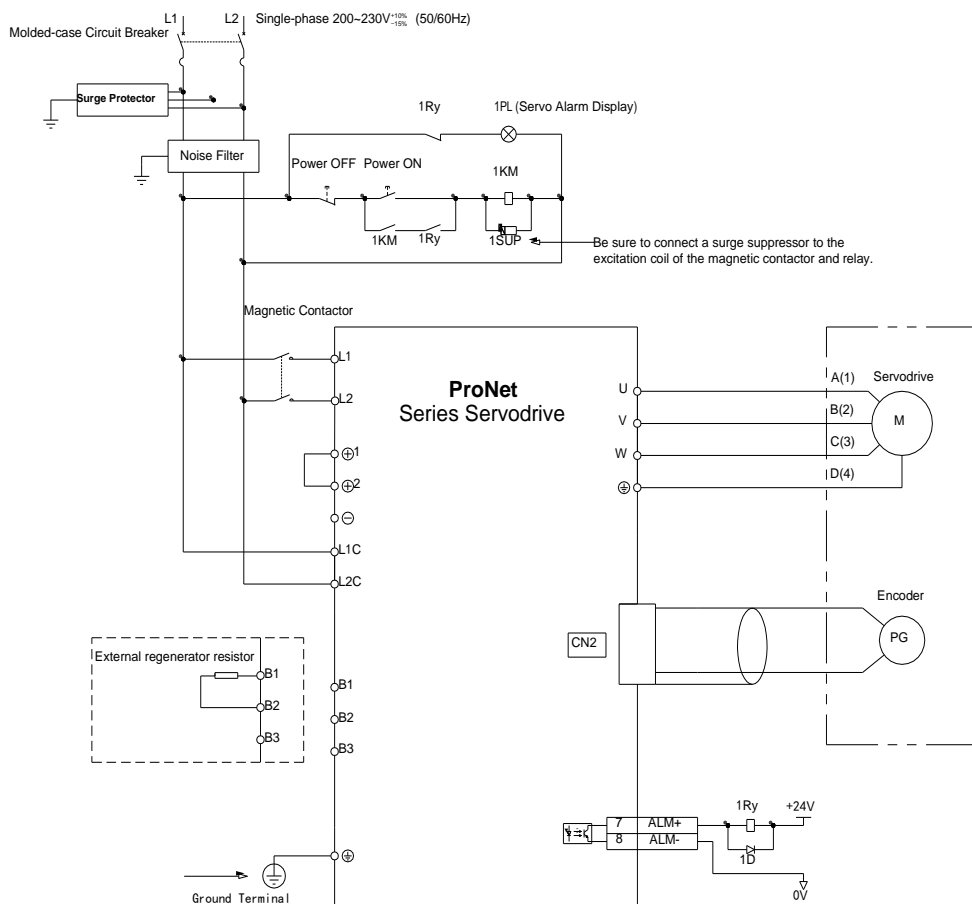 L1 L2 Single-phase 200~230V +10% -15% (50/60Hz)
Molded-case Circuit Breaker
Surge Protector
Noise Filter
1Ry 1PL (Servo Alarm Display)
Power OFF Power ON 1KM
1KM 1Ry 1SUP
Be sure to connect a surge suppressor to the
excitation coil of the magnetic contactor and relay.
Magnetic Contactor
L1
L2
1
2
L1C
L2C
ProNet
Series Servodrive
U
V
W
A(1)
B(2)
C(3)
D(4)
Servodrive
M
External regenerator resistor
B1
B2
B3
B1
B2
B3
CN2
Encoder
PG
7 ALM+
8 ALM-
1Ry +24V
1D
0V
Ground Terminal